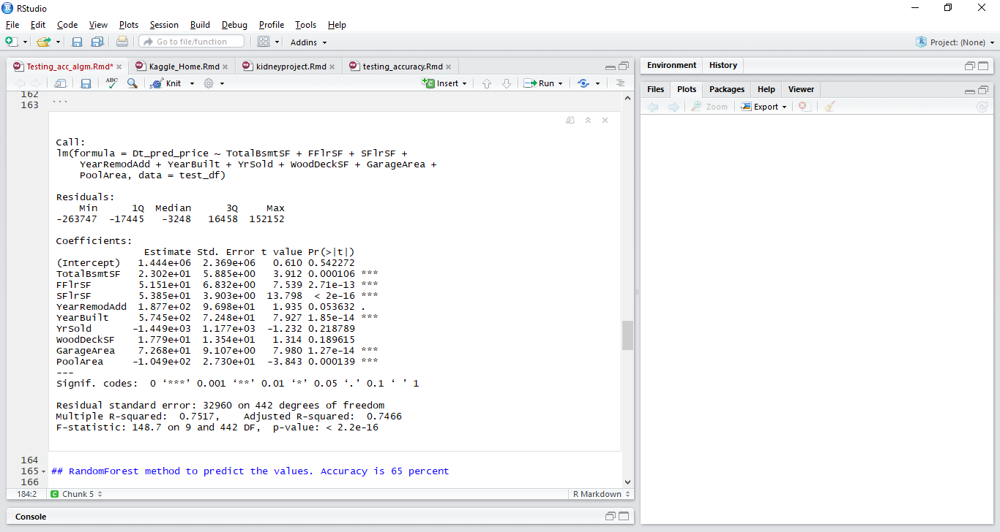 RStudio
File Edit Code View Plots Session Build Debug Profile Tools Help
Go to file/function Addins Project: (None)
Testing_acc_algm.Rmd* Kaggle_Home.Rmd kidneyproject.Rmd testing_accuracy.Rmd
ABC Knit Insert Run
162
163 ```
Call:
lm(formula = Dt_pred_price ~ TotalBsmtSF + FFlrSF + SFlrSF +
YearRemodAdd + YearBuilt + YrSold + WoodDeckSF + GarageArea +
PoolArea, data = test_df)
Residuals:
Min 1Q Median 3Q Max
-263747 -17445 -3248 16458 152152
Coefficients:
Estimate Std. Error t value Pr(>|t|)
(Intercept) 1.444e+06 2.369e+06 0.610 0.542272
TotalBsmtSF 2.302e+01 5.885e+00 3.912 0.000106 ***
FFlrSF 5.151e+01 6.832e+00 7.539 2.71e-13 ***
SFlrSF 5.385e+01 3.903e+00 13.798 < 2e-16 ***
YearRemodAdd 1.877e+02 9.698e+01 1.935 0.053632 .
YearBuilt 5.745e+02 7.248e+01 7.927 1.85e-14 ***
YrSold -1.449e+03 1.177e+03 -1.232 0.218789
WoodDeckSF 1.779e+01 1.354e+01 1.314 0.189615
GarageArea 7.268e+01 9.107e+00 7.980 1.27e-14 ***
PoolArea -1.049e+02 2.730e+01 -3.843 0.000139 ***
---
Signif. codes: 0 ‘***’ 0.001 ‘**’ 0.01 ‘*’ 0.05 ‘.’ 0.1 ‘ ’ 1
Residual standard error: 32960 on 442 degrees of freedom
Multiple R-squared: 0.7517, Adjusted R-squared: 0.7466
F-statistic: 148.7 on 9 and 442 DF, p-value: < 2.2e-16
164
165 ## RandomForest method to predict the values. Accuracy is 65 percent
166
184:2 C Chunk 5 R Markdown
Console
Environment History
Files Plots Packages Help Viewer
Zoom Export